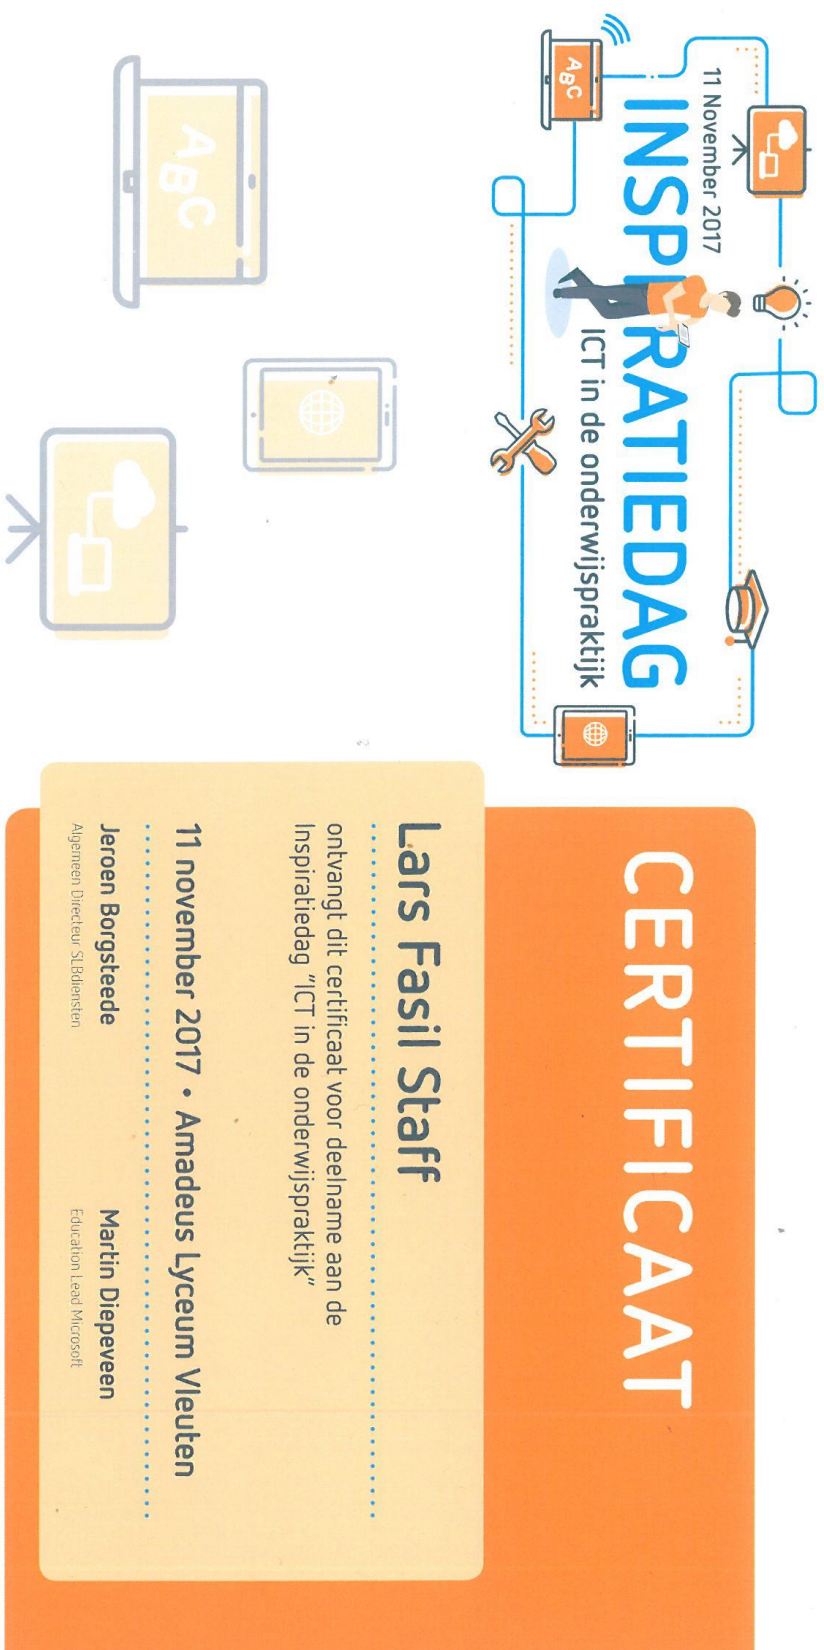 11 November 2017
INSPIRATIEDAG
ICT in de onderwijspraktijk
ABC
ABC
CERTIFICAAT
Lars Fasil Staff
ontvangt dit certificaat voor deelname aan de
Inspiratiedag "ICT in de onderwijspraktijk"
11 november 2017 • Amadeus Lyceum Vleuten
Jeroen Borgsteede
Algemeen Directeur SLBdiensten
Martin Diepeveen
Education Lead Microsoft